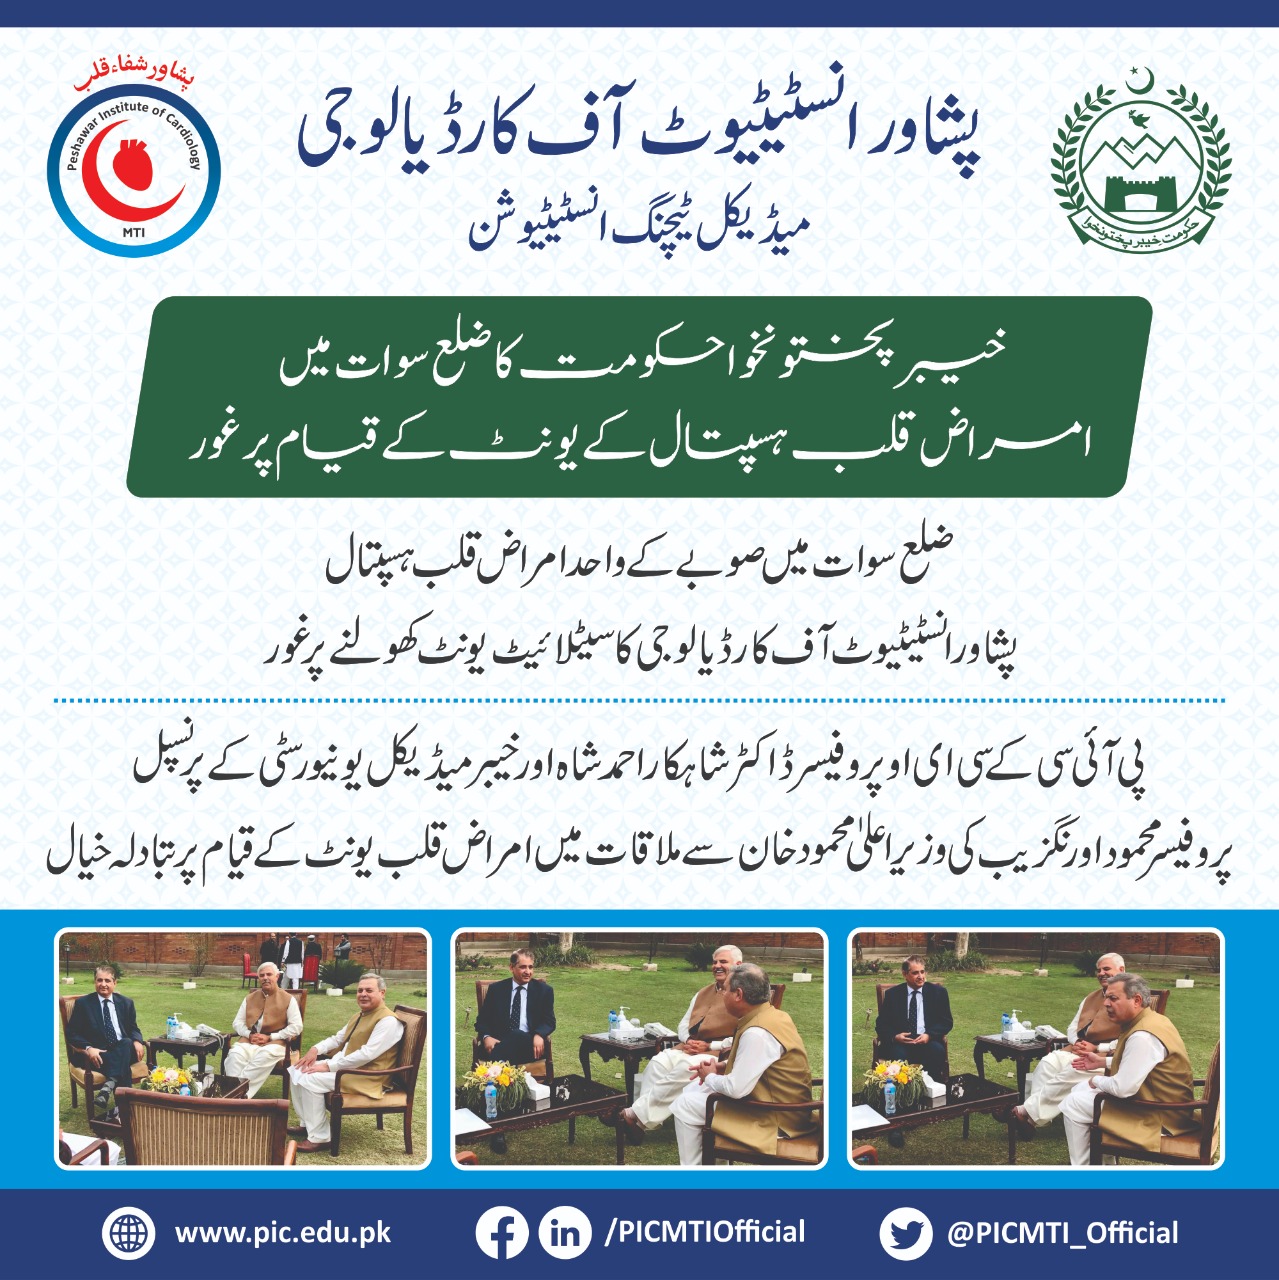 پشاور شفاء قلب
Peshawar Institute of Cardiology
MTI
پشاور انسٹیٹیوٹ آف کارڈیالوجی
میڈیکل ٹیچنگ انسٹیٹیوشن
حکومت خیبر پختونخوا
خیبر پختونخوا حکومت کا ضلع سوات میں
امراض قلب ہسپتال کے یونٹ کے قیام پر غور
ضلع سوات میں صوبے کے واحد امراض قلب ہسپتال
پشاور انسٹیٹیوٹ آف کارڈیالوجی کا سیٹلائیٹ یونٹ کھولنے پر غور
پی آئی سی کے سی ای او پروفیسر ڈاکٹر شاہکار احمد شاہ اور خیبر میڈیکل یونیورسٹی کے پرنسپل
پروفیسر محمود اورنگزیب کی وزیر اعلیٰ محمود خان سے ملاقات میں امراض قلب یونٹ کے قیام پر تبادلہ خیال
www.pic.edu.pk
/PICMTIOfficial
@PICMTI_Official